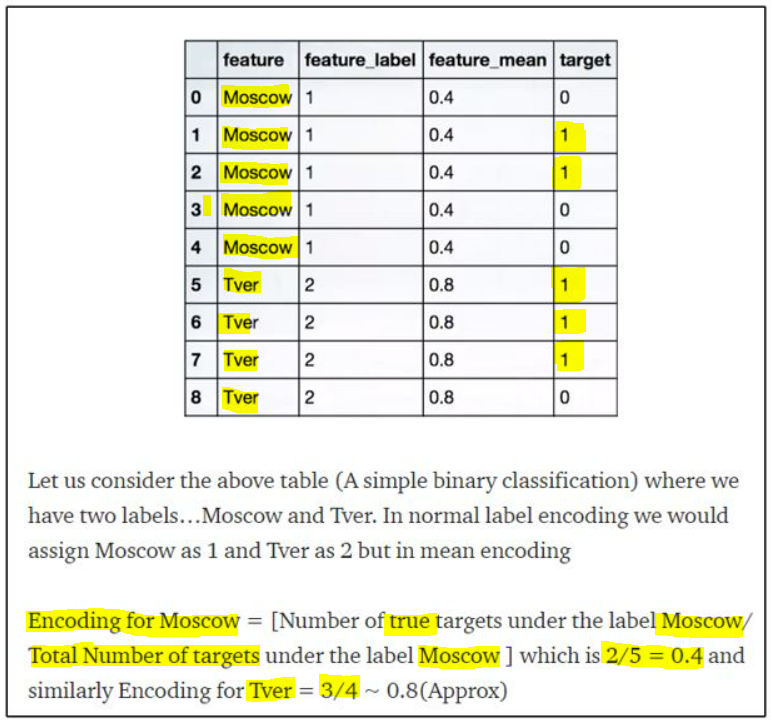 feature feature_label feature_mean target
0 Moscow 1 0.4 0
1 Moscow 1 0.4 1
2 Moscow 1 0.4 1
3 Moscow 1 0.4 0
4 Moscow 1 0.4 0
5 Tver 2 0.8 1
6 Tver 2 0.8 1
7 Tver 2 0.8 1
8 Tver 2 0.8 0
Let us consider the above table (A simple binary classification) where we
have two labels...Moscow and Tver. In normal label encoding we would
assign Moscow as 1 and Tver as 2 but in mean encoding
Encoding for Moscow = [Number of true targets under the label Moscow/
Total Number of targets under the label Moscow ] which is 2/5 = 0.4 and
similarly Encoding for Tver = 3/4 ~ 0.8(Approx)